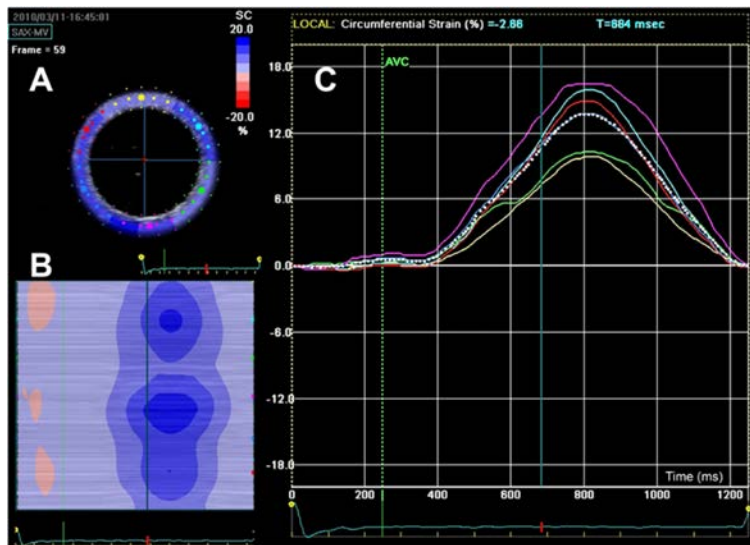 2010/03/11-16:45:01
SAX-MV
Frame = 59
SC
20.0
-20.0
%
A
B
LOCAL: Circumferential Strain (%) =-2.86 T=684 msec
AVC
C
18.0
12.0
6.0
0.0
-6.0
-12.0
-18.0
Time (ms)
0 200 400 600 800 1000 1200